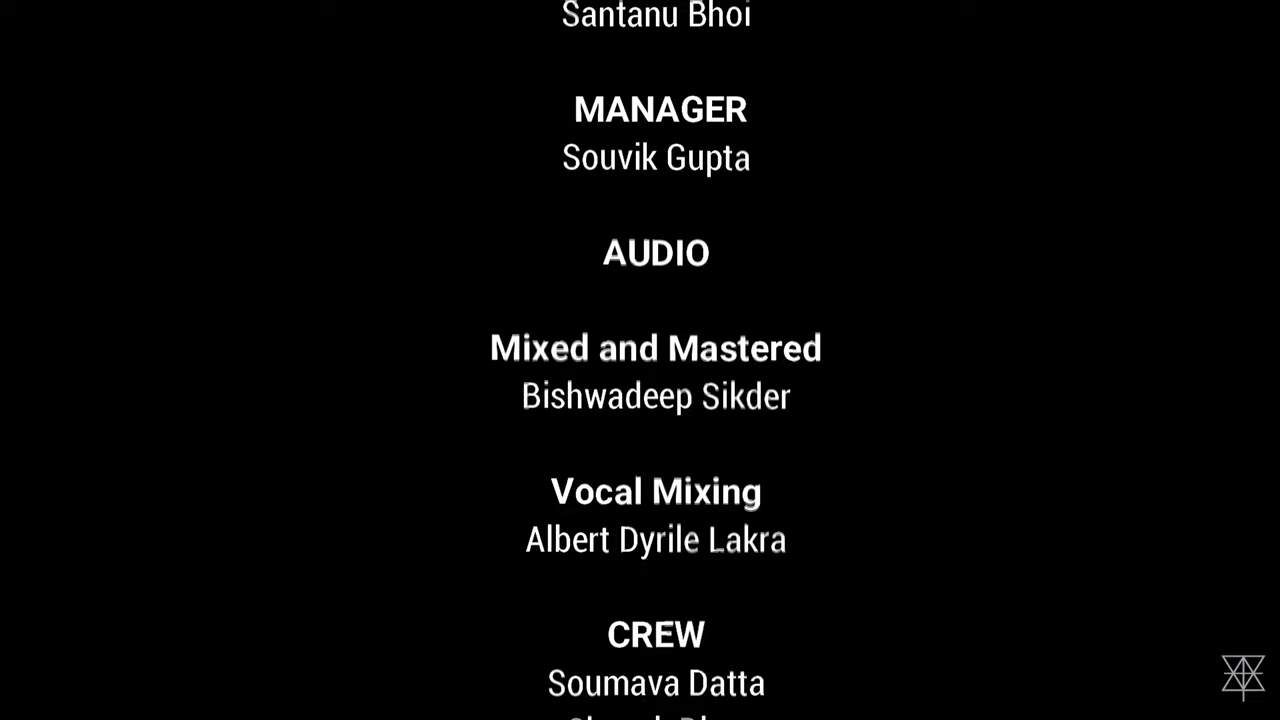 Santanu Bhoi
MANAGER
Souvik Gupta
AUDIO
Mixed and Mastered
Bishwadeep Sikder
Vocal Mixing
Albert Dyrile Lakra
CREW
Soumava Datta